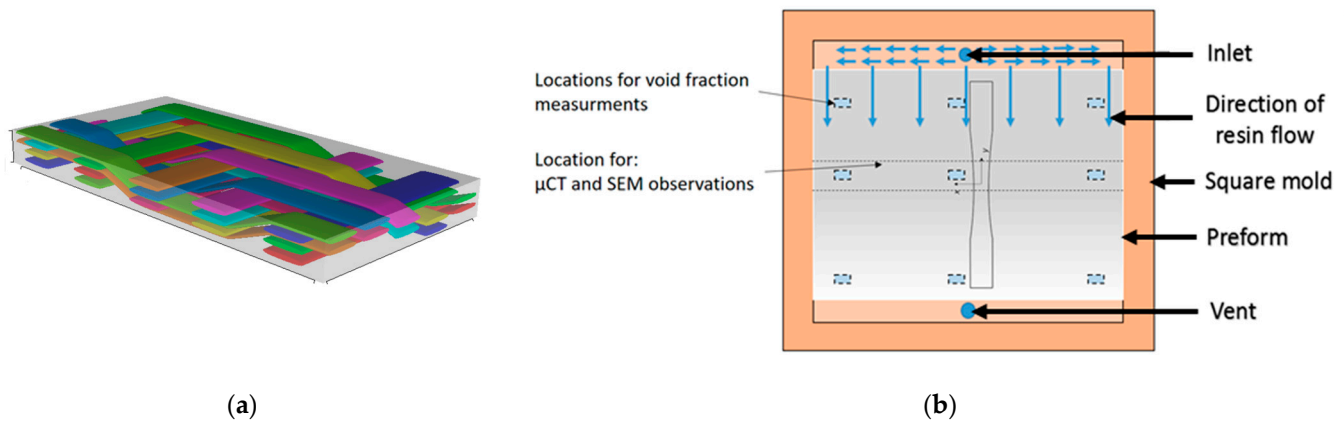 Locations for void fraction
measurments
Location for:
µCT and SEM observations
y
x
Inlet
Direction of
resin flow
Square mold
Preform
Vent
(a)
(b)